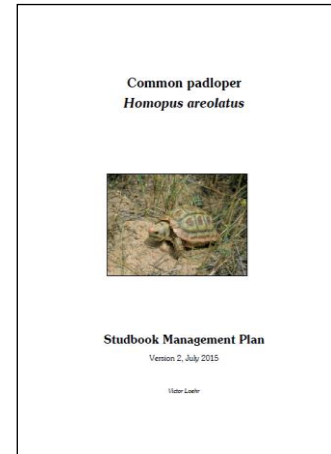 Common padloper
Homopus areolatus
Studbook Management Plan
Version 2, July 2015
Victor Loehr